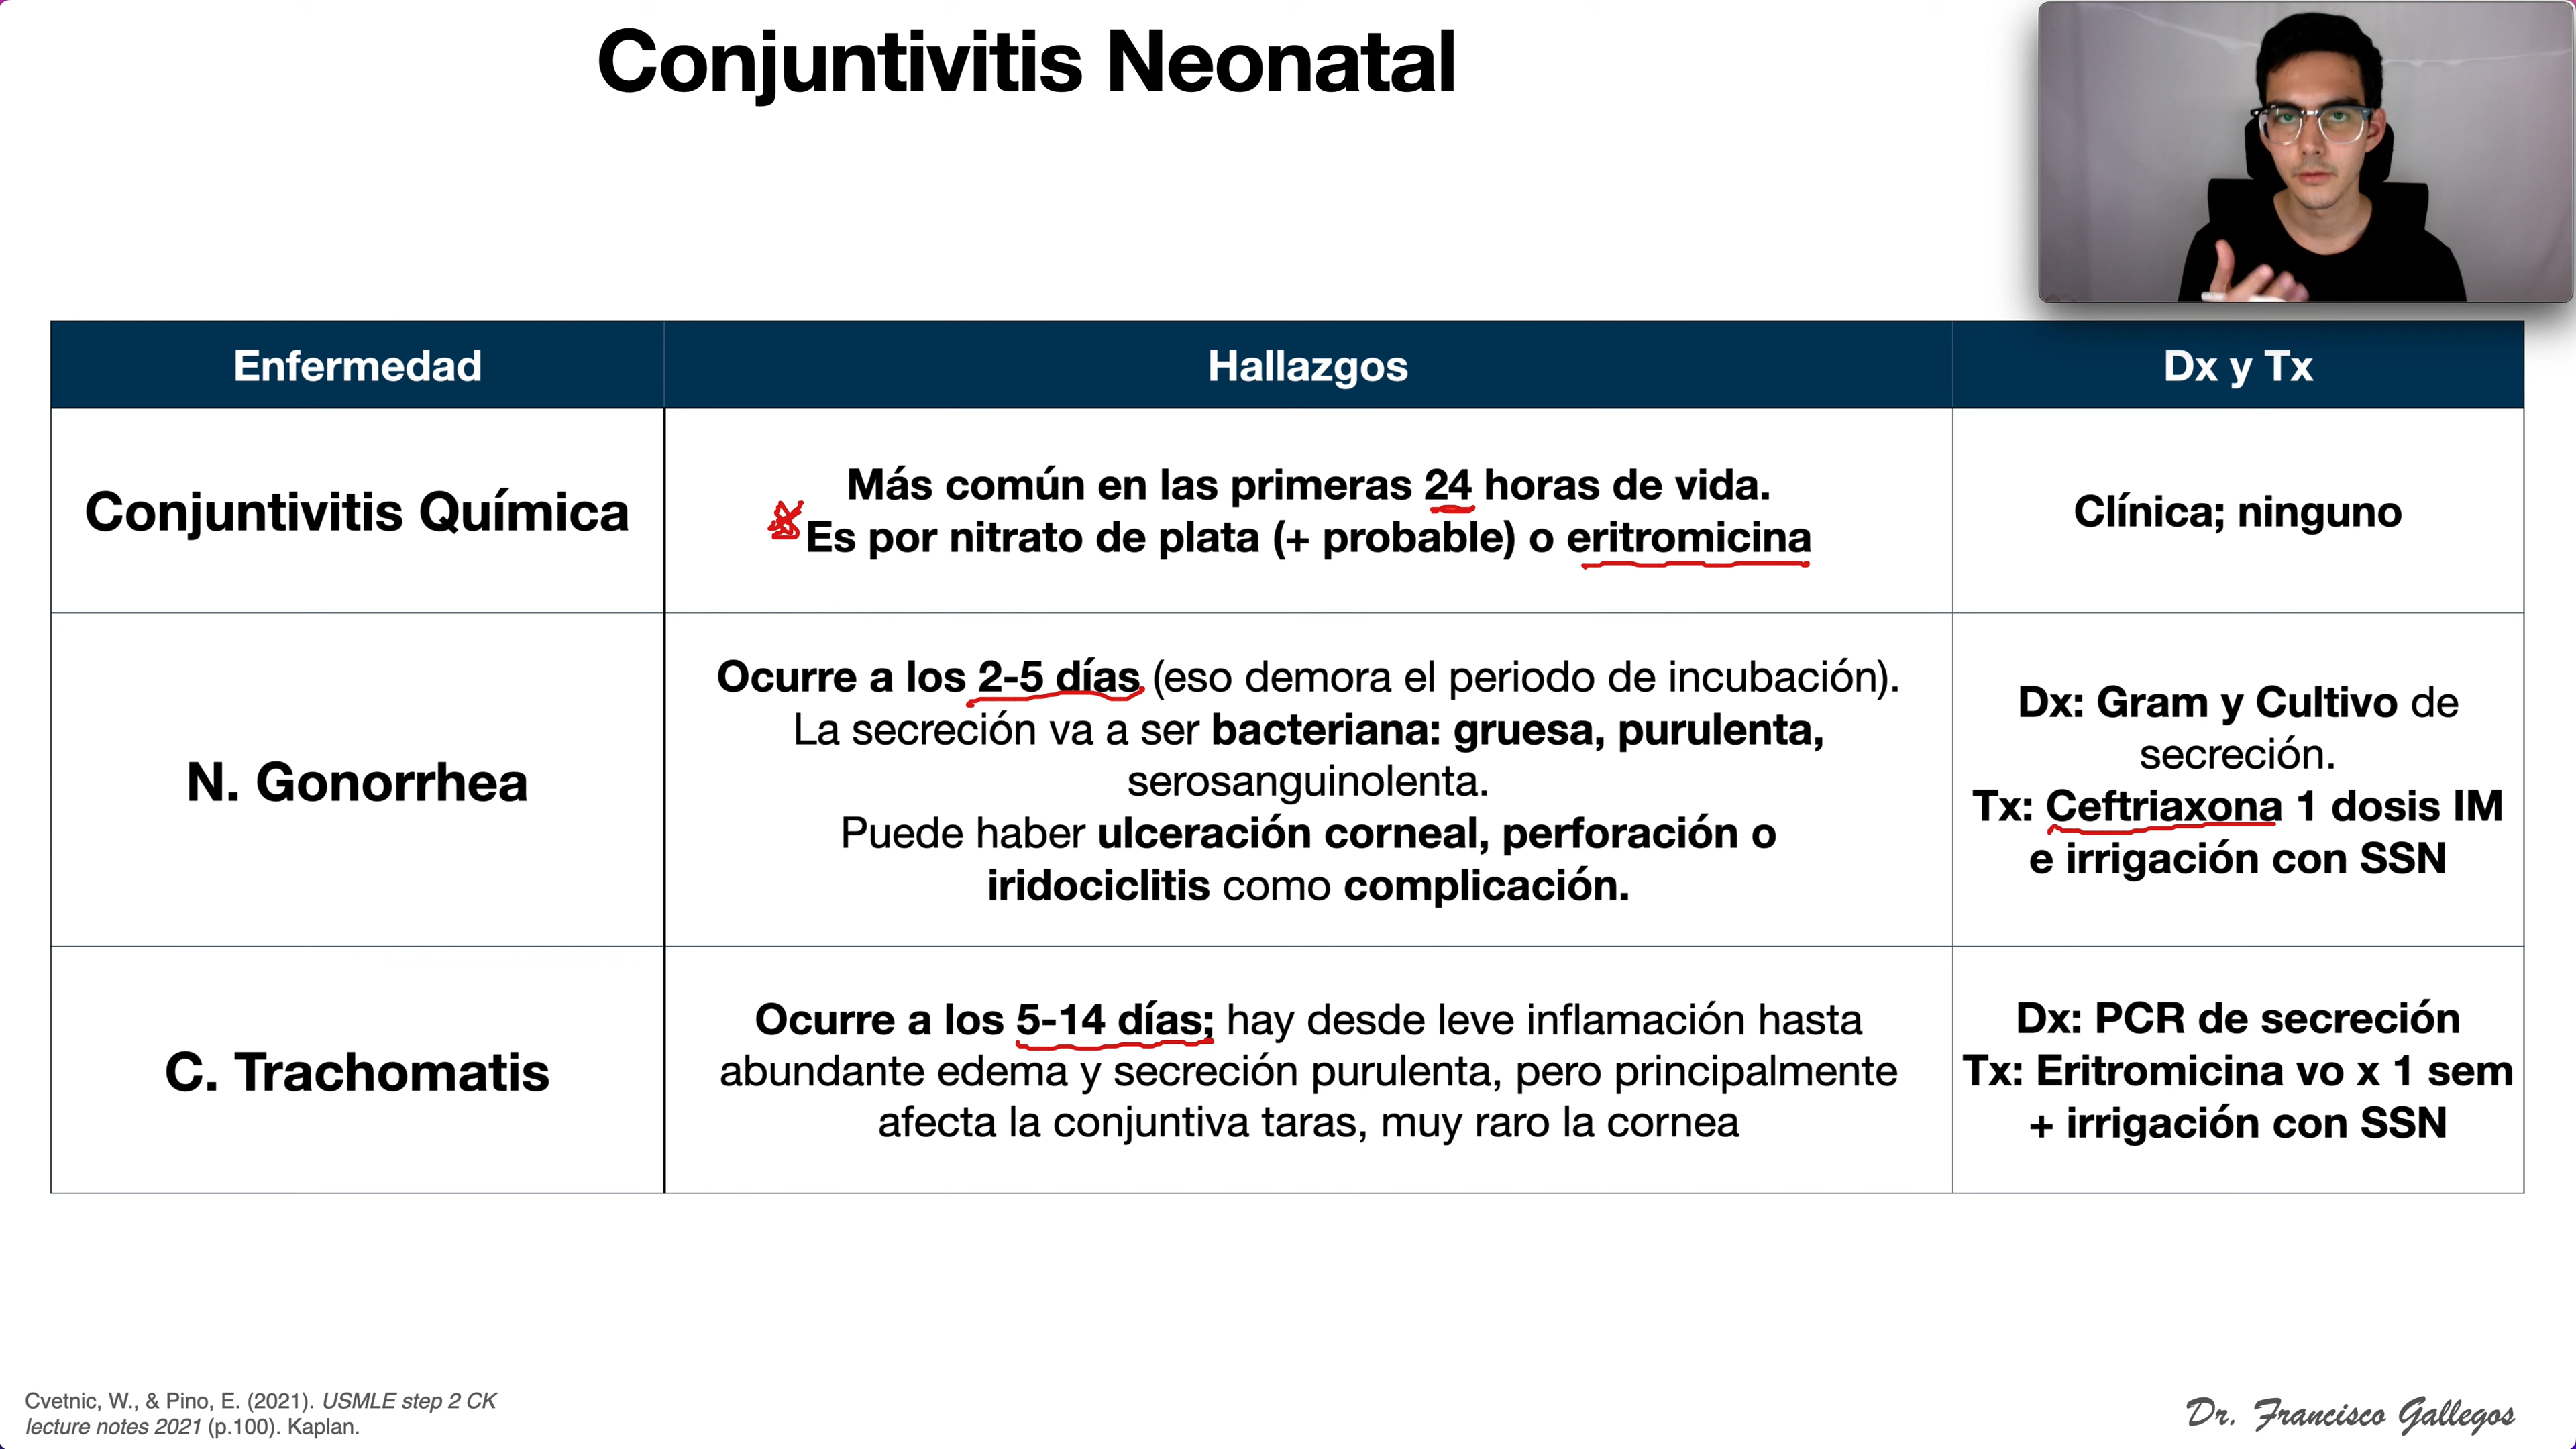 Conjuntivitis Neonatal
Enfermedad
Hallazgos
Dx y Tx
Conjuntivitis Química
Más común en las primeras 24 horas de vida.
Es por nitrato de plata (+ probable) o eritromicina
Clínica; ninguno
N. Gonorrhea
Ocurre a los 2-5 días (eso demora el periodo de incubación).
La secreción va a ser bacteriana: gruesa, purulenta,
serosanguinolenta.
Puede haber ulceración corneal, perforación o
iridociclitis como complicación.
Dx: Gram y Cultivo de
secreción.
Tx: Ceftriaxona 1 dosis IM
e irrigación con SSN
C. Trachomatis
Ocurre a los 5-14 días; hay desde leve inflamación hasta
abundante edema y secreción purulenta, pero principalmente
afecta la conjuntiva taras, muy raro la cornea
Dx: PCR de secreción
Tx: Eritromicina vo x 1 sem
+ irrigación con SSN
Cvetnic, W., & Pino, E. (2021). USMLE step 2 CK
lecture notes 2021 (p.100). Kaplan.
Dr. Francisco Gallegos